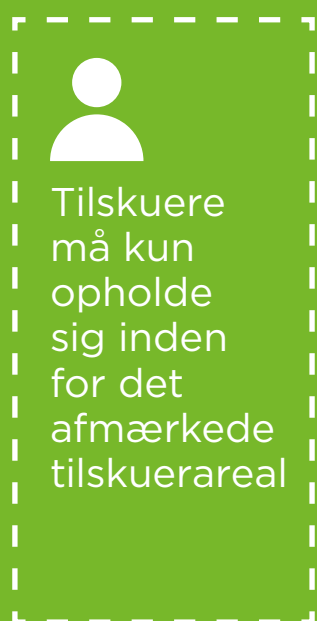 Tilskuere
må kun
opholde
sig inden
for det
afmærkede
tilskuerareal